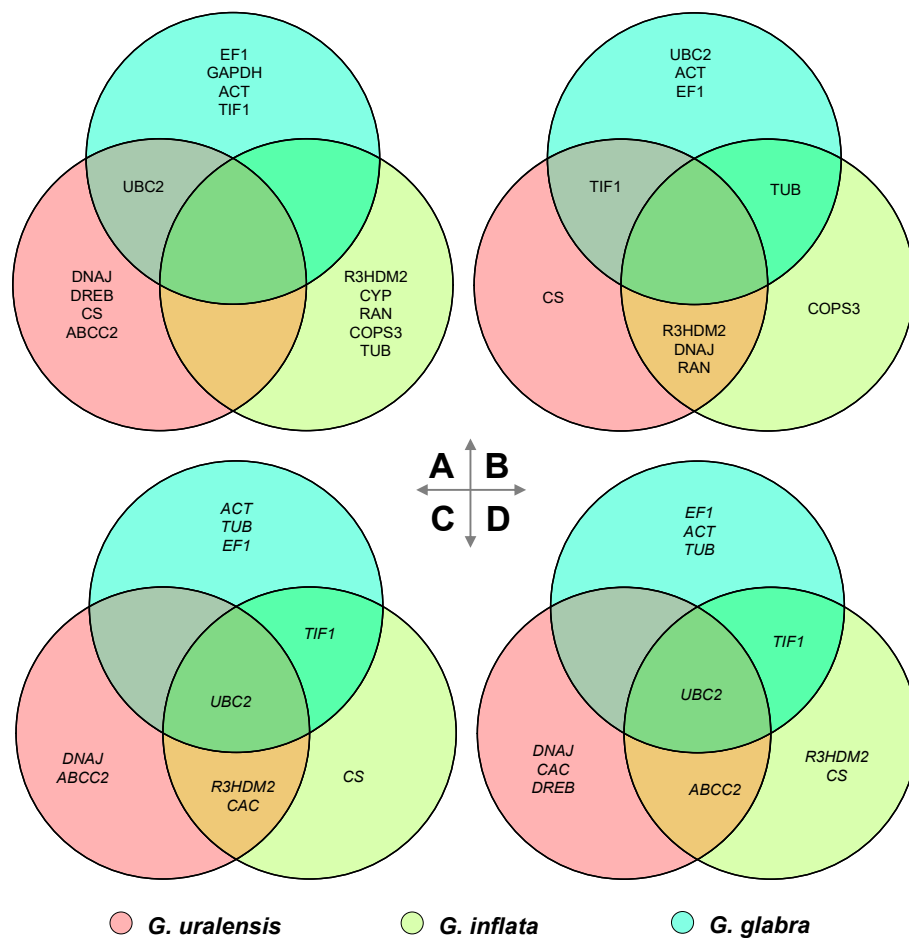 EF1
GAPDH
ACT
TIF1
UBC2
DNAJ
DREB
CS
ABCC2
R3HDM2
CYP
RAN
COPS3
TUB
UBC2
ACT
EF1
TIF1
TUB
CS
COPS3
R3HDM2
DNAJ
RAN
A B
C D
ACT
TUB
EF1
TIF1
UBC2
DNAJ
ABCC2
R3HDM2
CAC
CS
EF1
ACT
TUB
TIF1
UBC2
DNAJ
CAC
DREB
ABCC2
R3HDM2
CS
G. uralensis G. inflata G. glabra